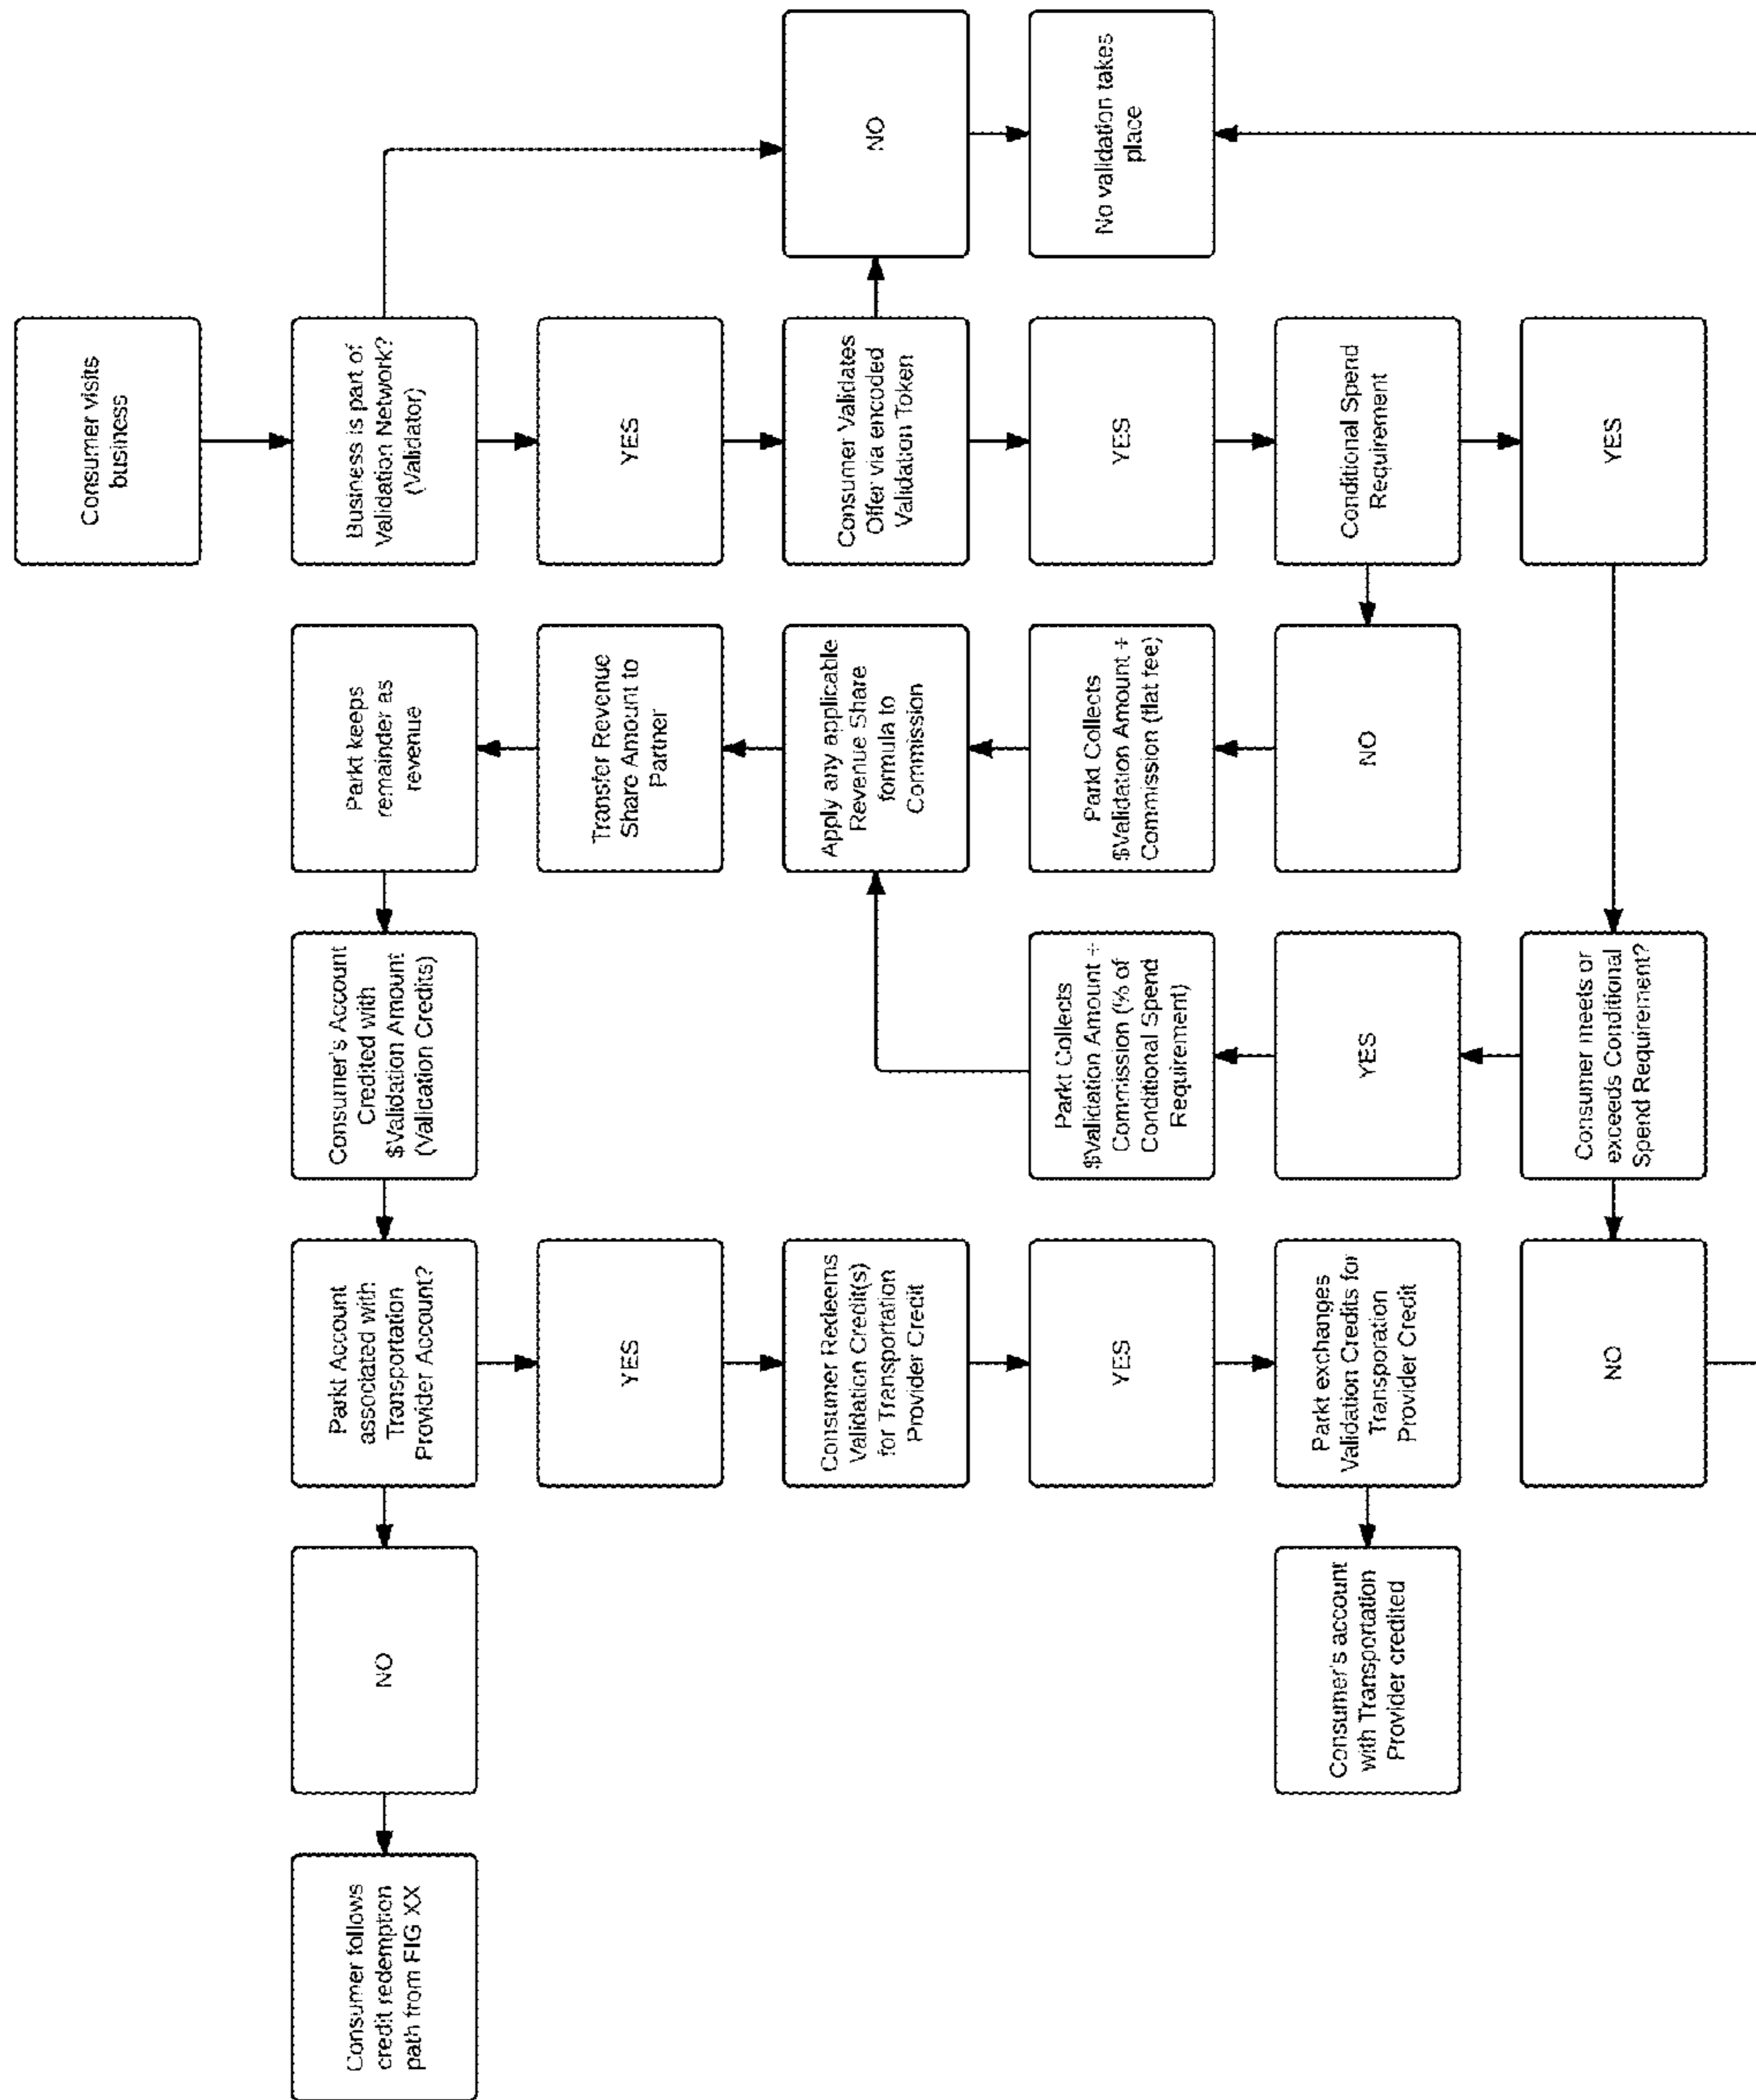 Consumer visits
business
Consumer follows
credit redemption
path from FIG XX
NO
Parkt Account
associated with
Transportation
Provider Account?
Consumer's Account
Credited with
$Validation Amount
(Validation Credits)
Parkt keeps
remainder as
revenue
Business is part of
Validation Network?
(Validator)
YES
Transfer Revenue
Share Amount to
Partner
YES
Consumer Redeems
Validation Credit(s)
for Transportation
Provider Credit
Apply any applicable
Revenue Share
formula to
Commission
Consumer Validates
Offer via encoded
Validation Token
NO
YES
Parkt Collects
$Validation Amount +
Commission (% of
Conditional Spend
Requirement)
Parkt Collects
$Validation Amount +
Commission (flat fee)
YES
No validation takes
place
Consumer's account
with Transportation
Provider credited
Parkt exchanges
Validation Credits for
Transporation
Provider Credit
YES
NO
Conditional Spend
Requirement
NO
Consumer meets or
exceeds Conditional
Spend Requirement?
YES